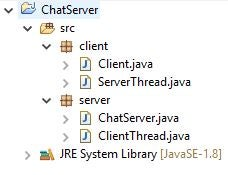 ChatServer
src
client
Client.java
ServerThread.java
server
ChatServer.java
ClientThread.java
JRE System Library [JavaSE-1.8]